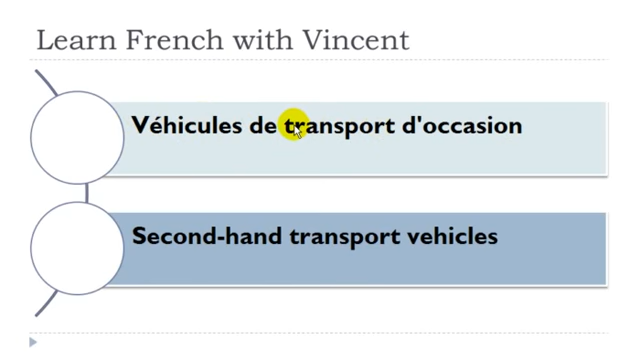 Learn French with Vincent
Véhicules de transport d'occasion
Second-hand transport vehicles